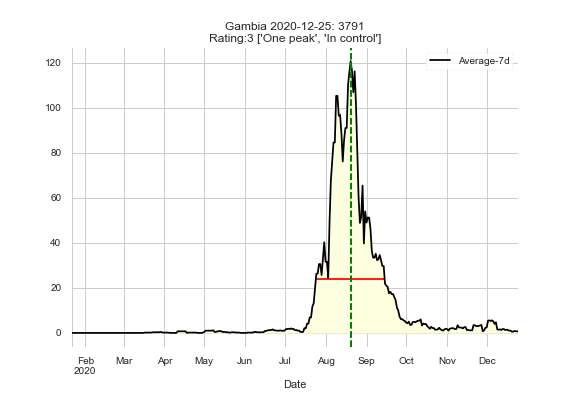 Gambia 2020-12-25: 3791
Rating:3 ['One peak', 'In control']
Average-7d
120
100
80
60
40
20
0
Feb Mar Apr May Jun Jul Aug Sep Oct Nov Dec
2020
Date